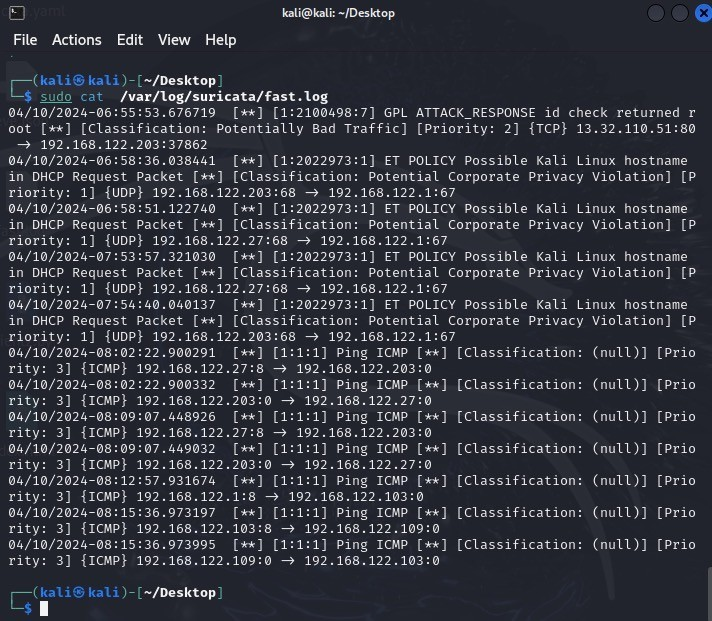 kali@kali: ~/Desktop
File Actions Edit View Help
┌──(kali㉿kali)-[~/Desktop]
└─$ sudo cat  /var/log/suricata/fast.log
04/10/2024-06:55:53.676719  [**] [1:2100498:7] GPL ATTACK_RESPONSE id check returned r
oot [**] [Classification: Potentially Bad Traffic] [Priority: 2] {TCP} 13.32.110.51:80
 → 192.168.122.203:37862
04/10/2024-06:58:36.038441  [**] [1:2022973:1] ET POLICY Possible Kali Linux hostname
in DHCP Request Packet [**] [Classification: Potential Corporate Privacy Violation] [P
riority: 1] {UDP} 192.168.122.203:68 → 192.168.122.1:67
04/10/2024-06:58:51.122740  [**] [1:2022973:1] ET POLICY Possible Kali Linux hostname
in DHCP Request Packet [**] [Classification: Potential Corporate Privacy Violation] [P
riority: 1] {UDP} 192.168.122.27:68 → 192.168.122.1:67
04/10/2024-07:53:57.321030  [**] [1:2022973:1] ET POLICY Possible Kali Linux hostname
in DHCP Request Packet [**] [Classification: Potential Corporate Privacy Violation] [P
riority: 1] {UDP} 192.168.122.27:68 → 192.168.122.1:67
04/10/2024-07:54:40.040137  [**] [1:2022973:1] ET POLICY Possible Kali Linux hostname
in DHCP Request Packet [**] [Classification: Potential Corporate Privacy Violation] [P
riority: 1] {UDP} 192.168.122.203:68 → 192.168.122.1:67
04/10/2024-08:02:22.900291  [**] [1:1:1] Ping ICMP [**] [Classification: (null)] [Prio
rity: 3] {ICMP} 192.168.122.27:8 → 192.168.122.203:0
04/10/2024-08:02:22.900332  [**] [1:1:1] Ping ICMP [**] [Classification: (null)] [Prio
rity: 3] {ICMP} 192.168.122.203:0 → 192.168.122.27:0
04/10/2024-08:09:07.448926  [**] [1:1:1] Ping ICMP [**] [Classification: (null)] [Prio
rity: 3] {ICMP} 192.168.122.27:8 → 192.168.122.203:0
04/10/2024-08:09:07.449032  [**] [1:1:1] Ping ICMP [**] [Classification: (null)] [Prio
rity: 3] {ICMP} 192.168.122.203:0 → 192.168.122.27:0
04/10/2024-08:12:57.931674  [**] [1:1:1] Ping ICMP [**] [Classification: (null)] [Prio
rity: 3] {ICMP} 192.168.122.1:8 → 192.168.122.103:0
04/10/2024-08:15:36.973197  [**] [1:1:1] Ping ICMP [**] [Classification: (null)] [Prio
rity: 3] {ICMP} 192.168.122.103:8 → 192.168.122.109:0
04/10/2024-08:15:36.973995  [**] [1:1:1] Ping ICMP [**] [Classification: (null)] [Prio
rity: 3] {ICMP} 192.168.122.109:0 → 192.168.122.103:0
┌──(kali㉿kali)-[~/Desktop]
└─$